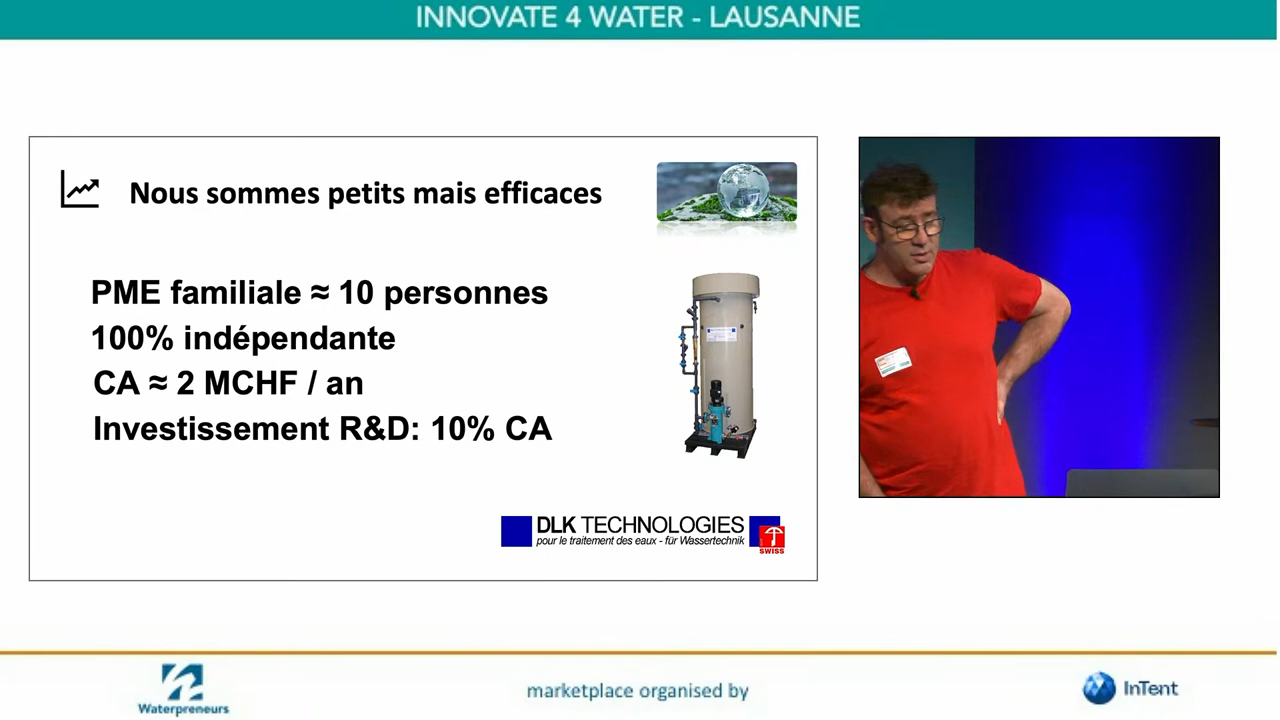 INNOVATE 4 WATER - LAUSANNE
Nous sommes petits mais efficaces
PME familiale ≈ 10 personnes
100% indépendante
CA ≈ 2 MCHF / an
Investissement R&D: 10% CA
DLK TECHNOLOGIES
pour le traitement des eaux - für Wassertechnik
SWISS
Waterpreneurs
marketplace organised by
InTent